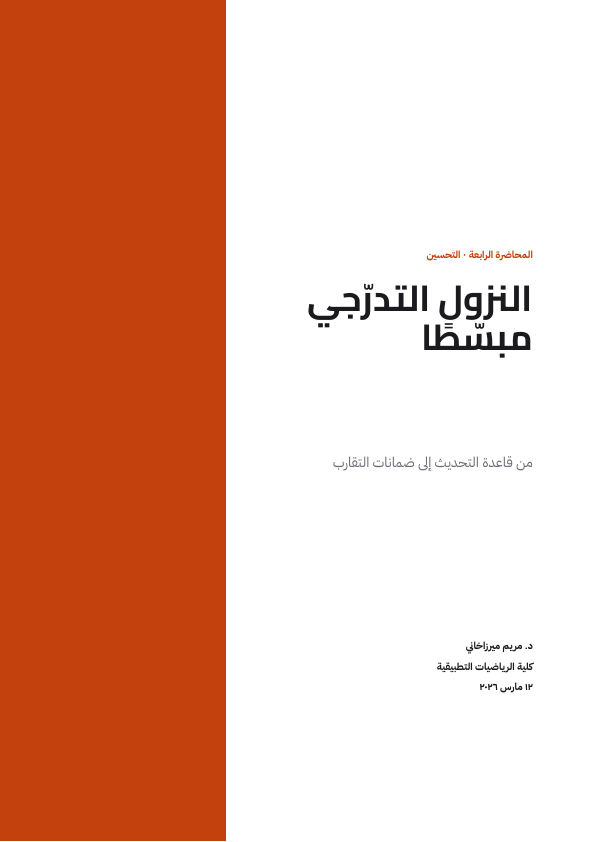 المحاضرة الرابعة · التحسين
النزول التدرّجي
مبسّطًا
من قاعدة التحديث إلى ضمانات التقارب
د. مريم ميرزاخاني
كلية الرياضيات التطبيقية
١٢ مارس ٢٠٢٦